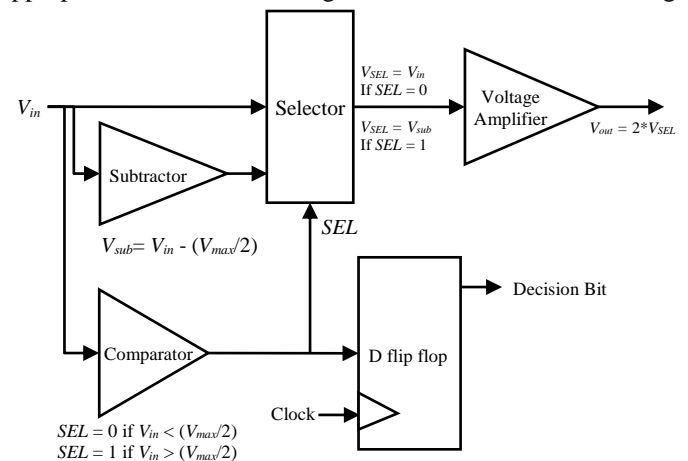 V_in
Selector
V_SEL = V_in
If SEL = 0
V_SEL = V_sub
If SEL = 1
Voltage
Amplifier
V_out = 2*V_SEL
Subtractor
V_sub= V_in - (V_max/2)
SEL
Comparator
D flip flop
Decision Bit
Clock
SEL = 0 if V_in < (V_max/2)
SEL = 1 if V_in > (V_max/2)